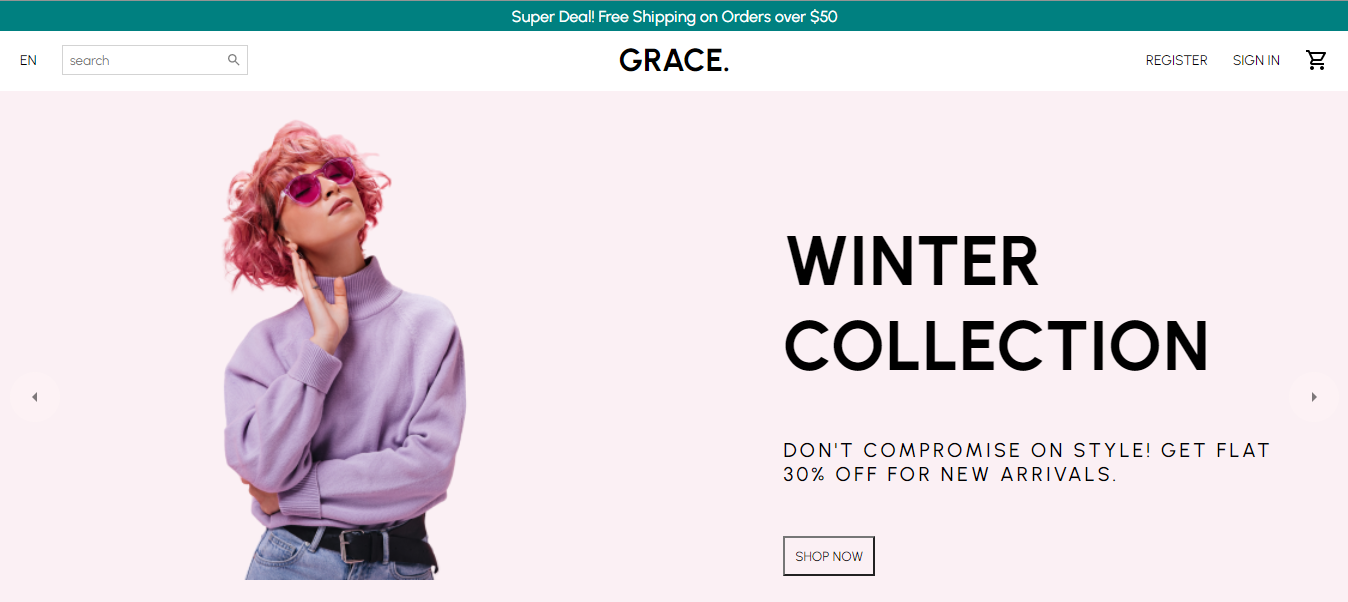 Super Deal! Free Shipping on Orders over $50
EN
search
GRACE.
REGISTER
SIGN IN
WINTER
COLLECTION
DON'T COMPROMISE ON STYLE! GET FLAT
30% OFF FOR NEW ARRIVALS.
SHOP NOW